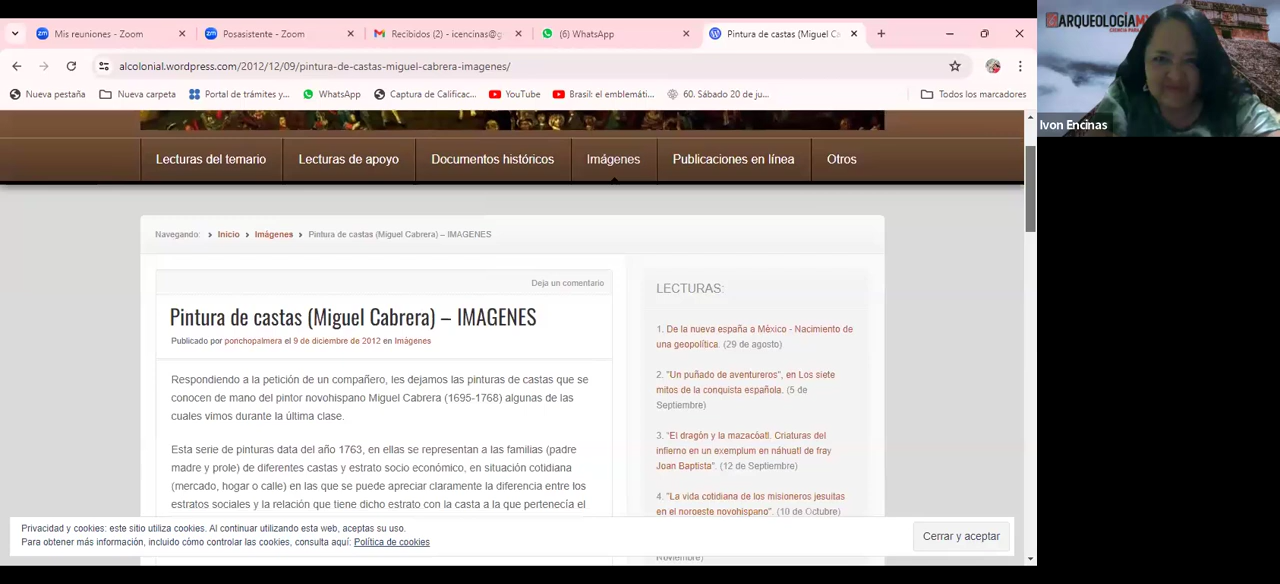 Mis reuniones - Zoom
Posasistente - Zoom
Recibidos (2) - icencinas@g
(6) WhatsApp
Pintura de castas (Miguel Ca
alcolonial.wordpress.com/2012/12/09/pintura-de-castas-miguel-cabrera-imagenes/
Nueva pestaña
Nueva carpeta
Portal de trámites y...
WhatsApp
Captura de Calificac...
YouTube
Brasil: el emblemáti...
60. Sábado 20 de ju...
Todos los marcadores
ARQUEOLOGÍA
Ivon Encinas
Lecturas del temario
Lecturas de apoyo
Documentos históricos
Imágenes
Publicaciones en línea
Otros
Navegando: › Inicio › Imágenes › Pintura de castas (Miguel Cabrera) – IMAGENES
Deja un comentario
Pintura de castas (Miguel Cabrera) – IMAGENES
Publicado por ponchopalmera el 9 de diciembre de 2012 en Imágenes
Respondiendo a la petición de un compañero, les dejamos las pinturas de castas que se
conocen de mano del pintor novohispano Miguel Cabrera (1695-1768) algunas de las
cuales vimos durante la última clase.
Esta serie de pinturas data del año 1763, en ellas se representan a las familias (padre
madre y prole) de diferentes castas y estrato socio económico, en situación cotidiana
(mercado, hogar o calle) en las que se puede apreciar claramente la diferencia entre los
estratos sociales y la relación que tiene dicho estrato con la casta a la que pertenecía el
LECTURAS:
1. De la nueva españa a Mèxico - Nacimiento de
una geopolítica. (29 de agosto)
2. "Un puñado de aventureros", en Los siete
mitos de la conquista española. (5 de
Septiembre)
3. "El dragón y la mazacóatl. Criaturas del
infierno en un exemplum en náhuatl de fray
Joan Baptista". (12 de Septiembre)
4. "La vida cotidiana de los misioneros jesuitas
en el noroeste novohispano". (10 de Octubre)
Noviembre)
Privacidad y cookies: este sitio utiliza cookies. Al continuar utilizando esta web, aceptas su uso.
Para obtener más información, incluido cómo controlar las cookies, consulta aquí: Política de cookies
Cerrar y aceptar